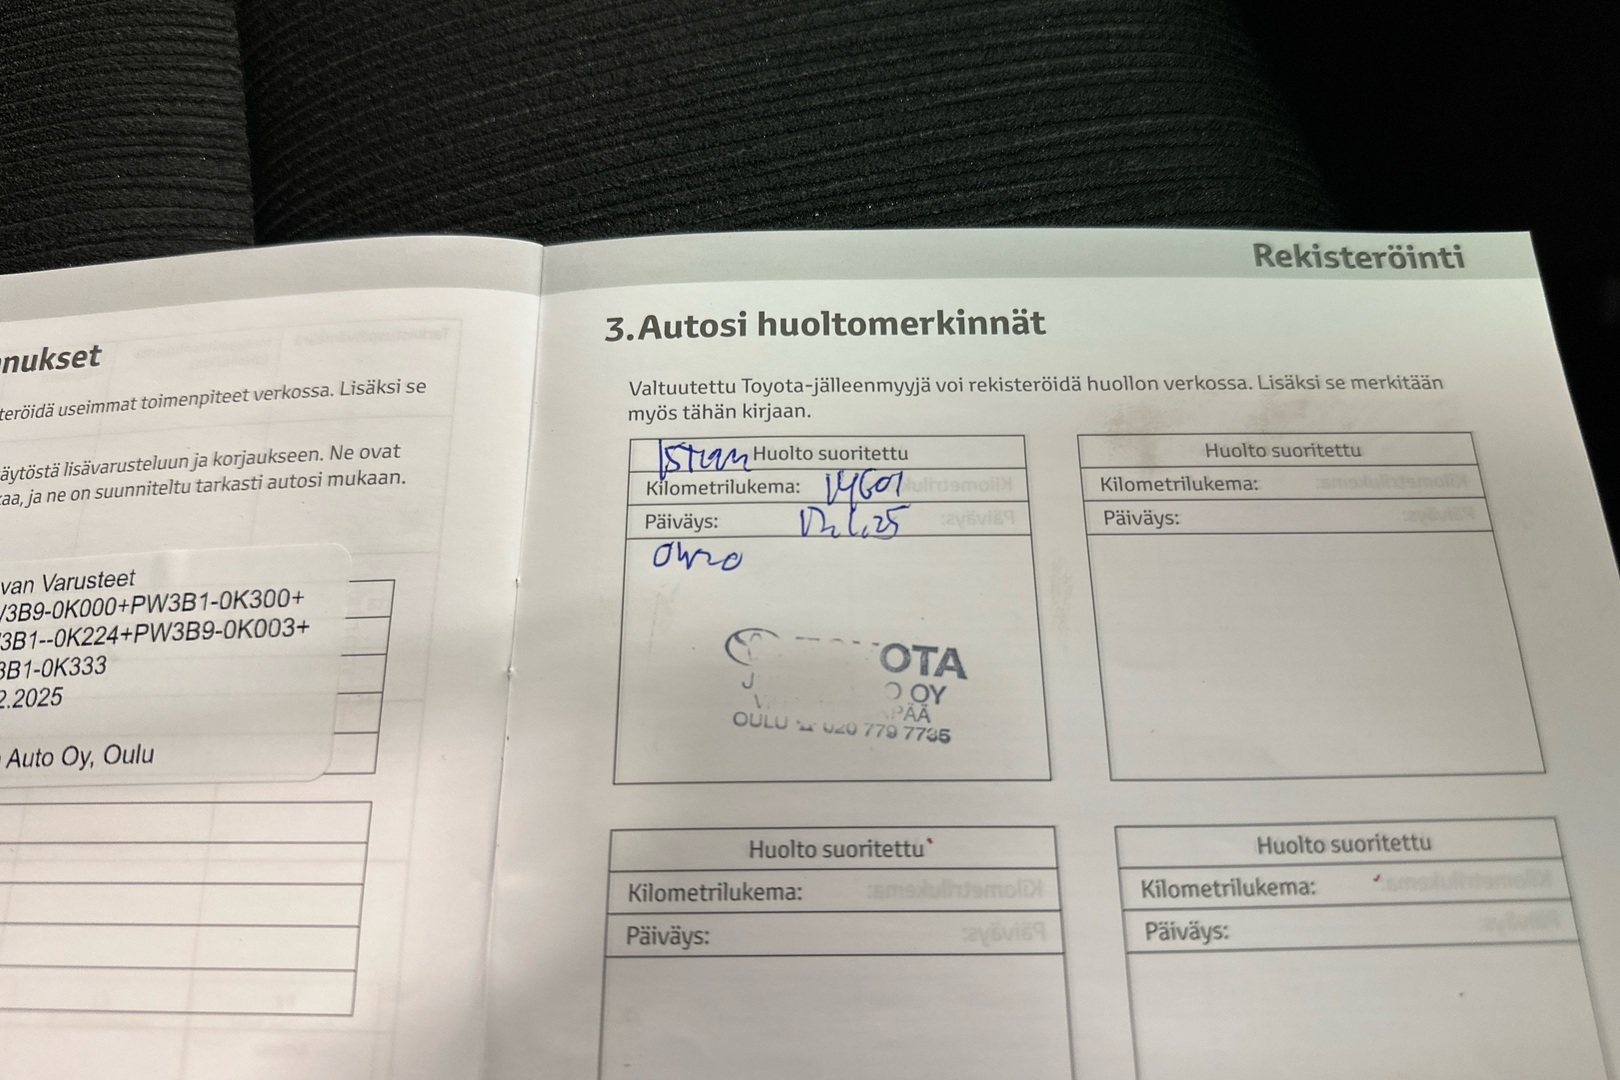 nukset
teröidä useimmat toimenpiteet verkossa. Lisäksi se
äytöstä lisävarusteluun ja korjaukseen. Ne ovat
kaa, ja ne on suunniteltu tarkasti autosi mukaan.
van Varusteet
3B9-0K000+PW3B1-0K300+
3B1--0K224+PW3B9-0K003+
3B1-0K333
2.2025
Auto Oy, Oulu
Rekisteröinti
3. Autosi huoltomerkinnät
Valtuutettu Toyota-jälleenmyyjä voi rekisteröidä huollon verkossa. Lisäksi se merkitään
myös tähän kirjaan.
Huolto suoritettu
Kilometrilukema: 14601
Päiväys:
OTA
OY
PÄÄ
OULU 020 779 7735
Huolto suoritettu
Kilometrilukema:
Päiväys:
Huolto suoritettu
Kilometrilukema:
Päiväys:
Huolto suoritettu
Kilometrilukema:
Päiväys: